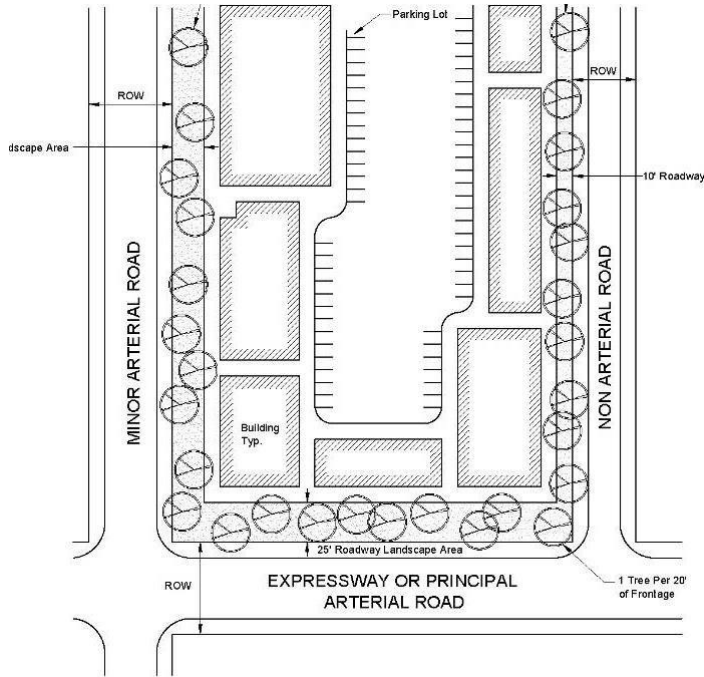 Parking Lot
ROW
ROW
dscape Area
10' Roadway
MINOR ARTERIAL ROAD
NON ARTERIAL ROAD
Building
Typ.
25' Roadway Landscape Area
ROW
EXPRESSWAY OR PRINCIPAL
ARTERIAL ROAD
1 Tree Per 20'
of Frontage